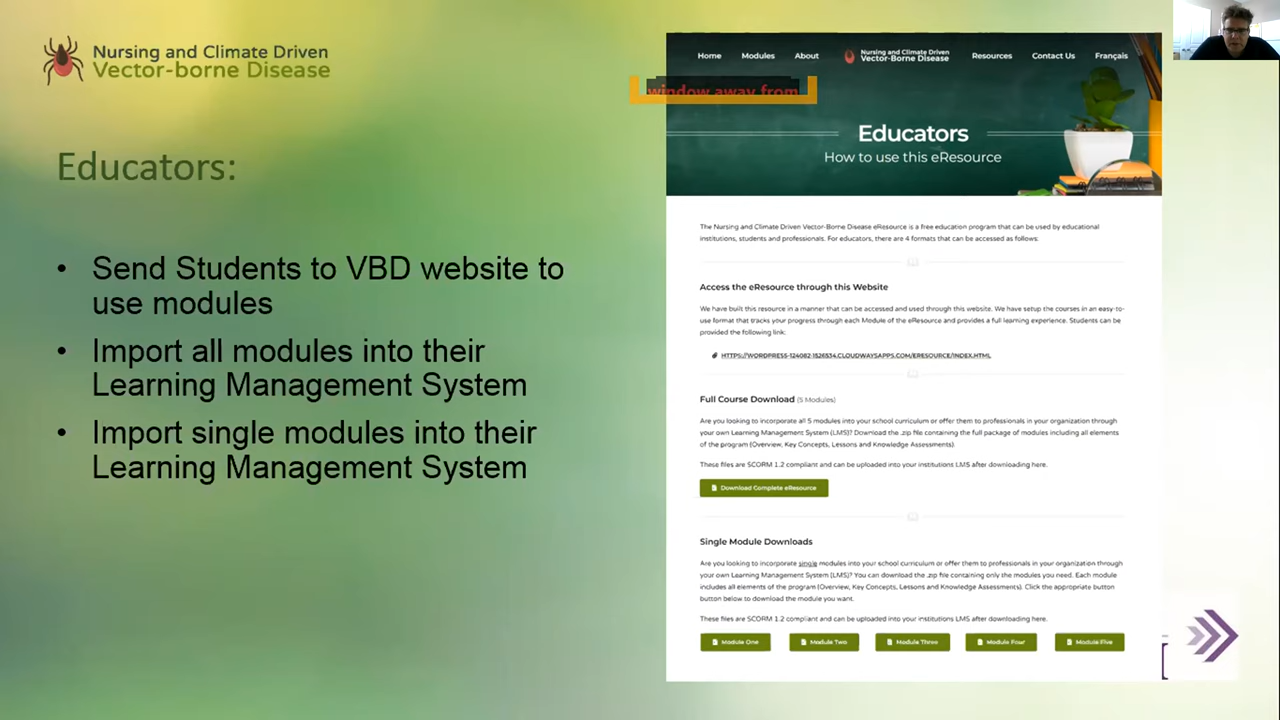 Nursing and Climate Driven
Vector-borne Disease
Educators:
• Send Students to VBD website to
use modules
• Import all modules into their
Learning Management System
• Import single modules into their
Learning Management System
Home Modules About Nursing and Climate Driven Vector-borne Disease Resources Contact Us Français
window away from
Educators
How to use this eResource
The Nursing and Climate Driven Vector-Borne Disease eResource is a free education program that can be used by educational
institutions, students and professionals. For educators, there are 4 formats that can be accessed as follows:
Access the eResource through this Website
We have built this resource in a manner that can be accessed and used through this website. We have setup the courses in an easy-to-
use format that tracks your progress through each Module of the eResource and provides a full learning experience. Students can be
provided the following link:
HTTPS://WORDPRESS-124082-1526534.CLOUDWAYSAPPS.COM/ERESOURCE/INDEX.HTML
Full Course Download (5 Modules)
Are you looking to incorporate all 5 modules into your school curriculum or offer them to professionals in your organization through
your own Learning Management System (LMS)? Download the .zip file containing the full package of modules including all elements
of the program (Overview, Key Concepts, Lessons and Knowledge Assessments).
These files are SCORM 1.2 compliant and can be uploaded into your institutions LMS after downloading here.
Download Complete eResource
Single Module Downloads
Are you looking to incorporate single modules into your school curriculum or offer them to professionals in your organization through
your own Learning Management System (LMS)? You can download the .zip file containing only the modules you need. Each module
includes all elements of the program (Overview, Key Concepts, Lessons and Knowledge Assessments). Click the appropriate button
button below to download the module you want.
These files are SCORM 1.2 compliant and can be uploaded into your institutions LMS after downloading here.
Module One Module Two Module Three Module Four Module Five